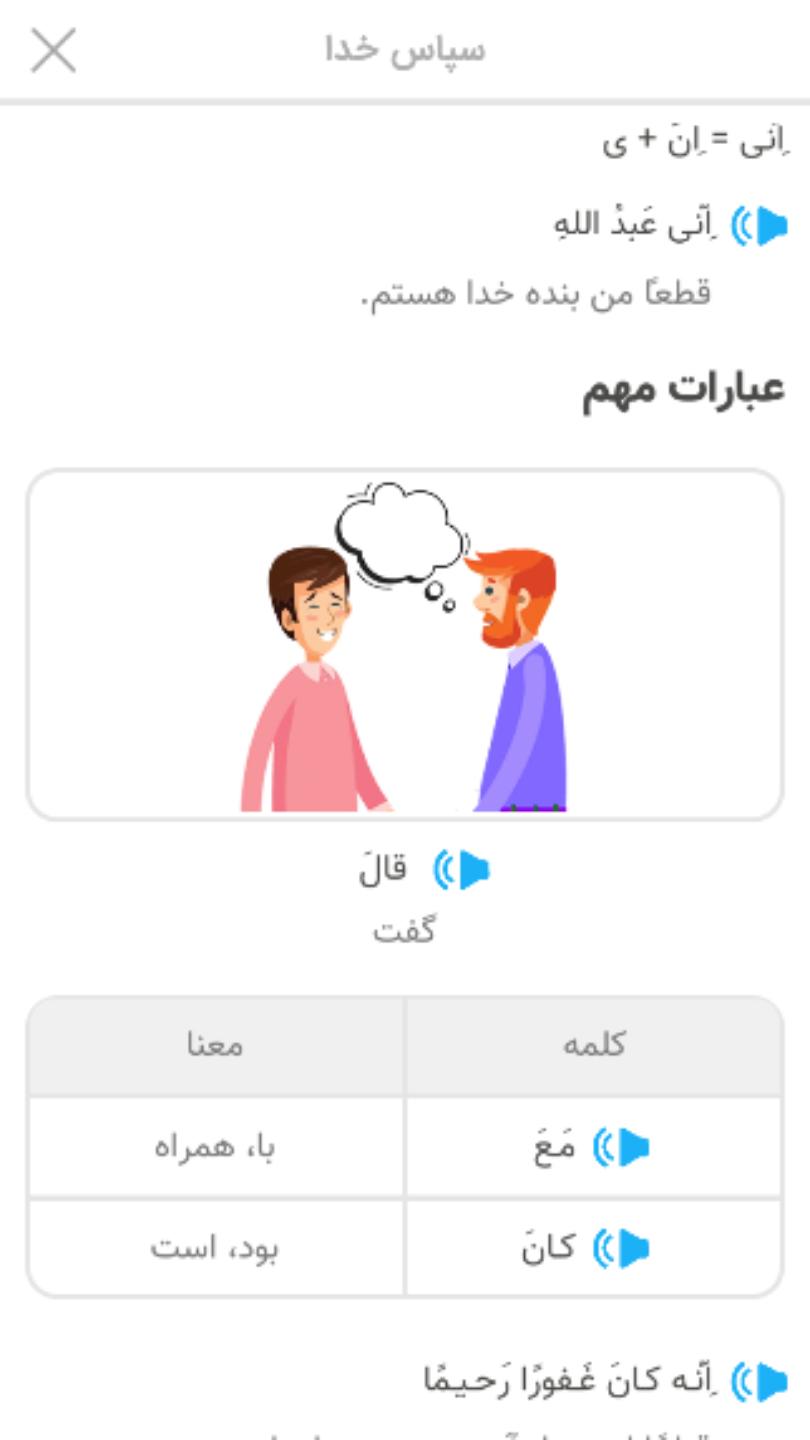 سپاس خدا
اِنَی = اِنَ + ی
اِنّی عَبدُ اللهِ
قطعاً من بنده خدا هستم.
عبارات مهم
قالَ
گفت
کلمه	معنا
مَعَ	با، همراه
کانَ	بود، است
اِنّه کانَ غَفورًا رَحیمًا